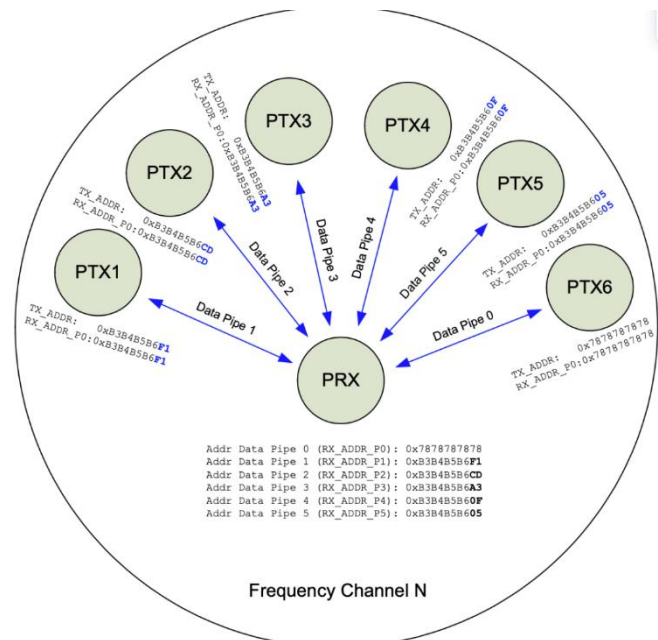 PTX3
PTX4
TX_ADDR: 0xB3B4B5B6A3
RX_ADDR_P0:0xB3B4B5B6A3
TX_ADDR: 0xB3B4B5B60F
RX_ADDR_P0:0xB3B4B5B60F
PTX2
PTX5
TX_ADDR: 0xB3B4B5B6CD
RX_ADDR_P0:0xB3B4B5B6CD
TX_ADDR: 0xB3B4B5B605
RX_ADDR_P0:0xB3B4B5B605
PTX1
PTX6
TX_ADDR: 0xB3B4B5B6F1
RX_ADDR_P0:0xB3B4B5B6F1
TX_ADDR: 0x7878787878
RX_ADDR_P0:0x7878787878
Data Pipe 1
Data Pipe 2
Data Pipe 3
Data Pipe 4
Data Pipe 5
Data Pipe 0
PRX
Addr Data Pipe 0 (RX_ADDR_P0): 0x7878787878
Addr Data Pipe 1 (RX_ADDR_P1): 0xB3B4B5B6F1
Addr Data Pipe 2 (RX_ADDR_P2): 0xB3B4B5B6CD
Addr Data Pipe 3 (RX_ADDR_P3): 0xB3B4B5B6A3
Addr Data Pipe 4 (RX_ADDR_P4): 0xB3B4B5B60F
Addr Data Pipe 5 (RX_ADDR_P5): 0xB3B4B5B605
Frequency Channel N